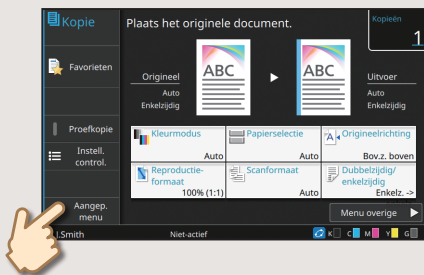 Kopie
Plaats het originele document.
Kopieën
1
Favorieten
Origineel
ABC
ABC
Uitvoer
Auto
Auto
Enkelzijdig
Enkelzijdig
Proefkopie
Instell.
control.
Aangep.
menu
Kleurmodus
Auto
Papierselectie
Auto
A
Origineelrichting
Bov.z. boven
Reproductie-
formaat
100% (1:1)
Scanformaat
Auto
Dubbelzijdig/
enkelzijdig
Enkelz. ->
Menu overige
.Smith
Niet-actief
K
C
M
Y
G